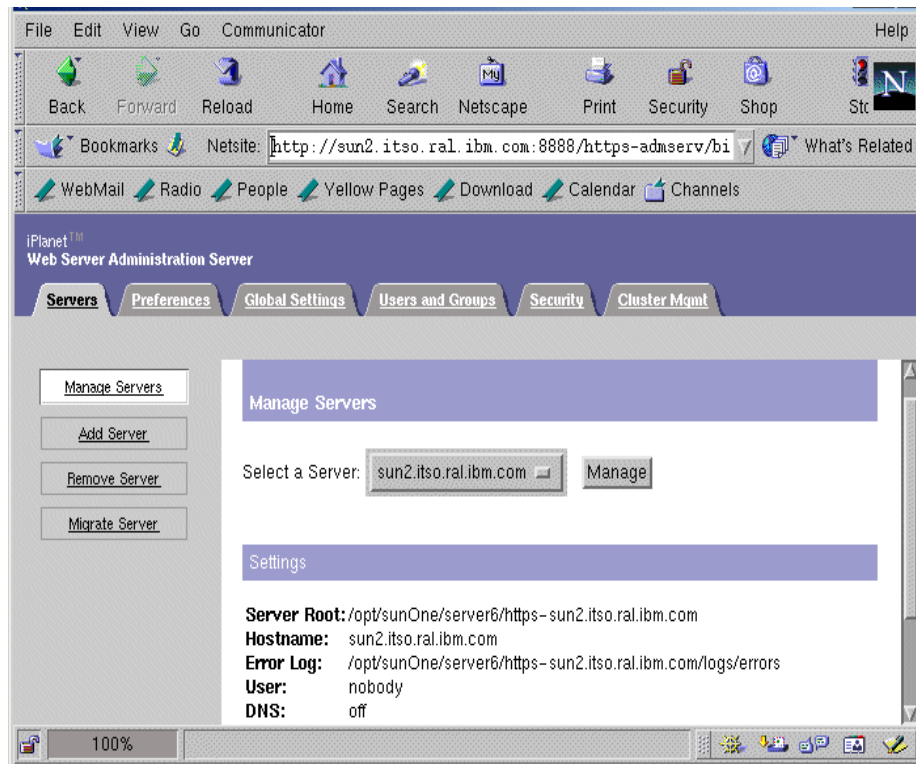 File Edit View Go Communicator Help
Back Forward Reload Home Search Netscape Print Security Shop
My
N
Bookmarks Netsite: http://sun2.itso.ral.ibm.com:8888/https-admserv/bi What's Related
WebMail Radio People Yellow Pages Download Calendar Channels
iPlanet™
Web Server Administration Server
Servers Preferences Global Settings Users and Groups Security Cluster Mgmt
Manage Servers
Add Server
Remove Server
Migrate Server
Manage Servers
Select a Server: sun2.itso.ral.ibm.com Manage
Settings
Server Root: /opt/sunOne/server6/https-sun2.itso.ral.ibm.com
Hostname: sun2.itso.ral.ibm.com
Error Log: /opt/sunOne/server6/https-sun2.itso.ral.ibm.com/logs/errors
User: nobody
DNS: off
100%